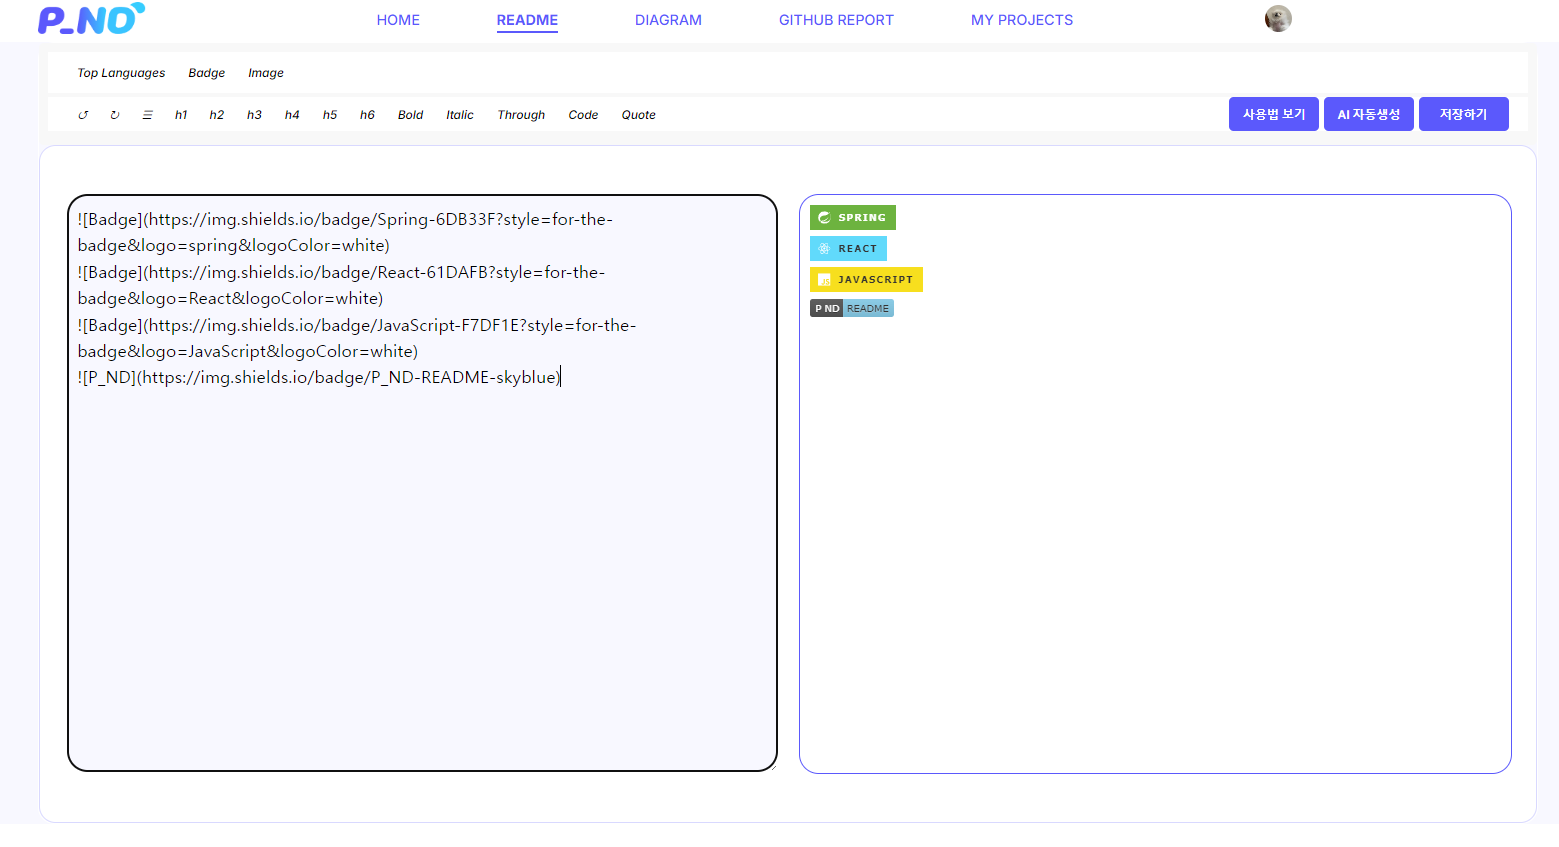 P_ND
HOME README DIAGRAM GITHUB REPORT MY PROJECTS
Top Languages Badge Image
↺ ↻ ☰ h1 h2 h3 h4 h5 h6 Bold Italic Through Code Quote 사용법 보기 AI 자동생성 저장하기
![Badge](https://img.shields.io/badge/Spring-6DB33F?style=for-the-
badge&logo=spring&logoColor=white)
![Badge](https://img.shields.io/badge/React-61DAFB?style=for-the-
badge&logo=React&logoColor=white)
![Badge](https://img.shields.io/badge/JavaScript-F7DF1E?style=for-the-
badge&logo=JavaScript&logoColor=white)
![P_ND](https://img.shields.io/badge/P_ND-README-skyblue)
SPRING
REACT
JS JAVASCRIPT
P ND README